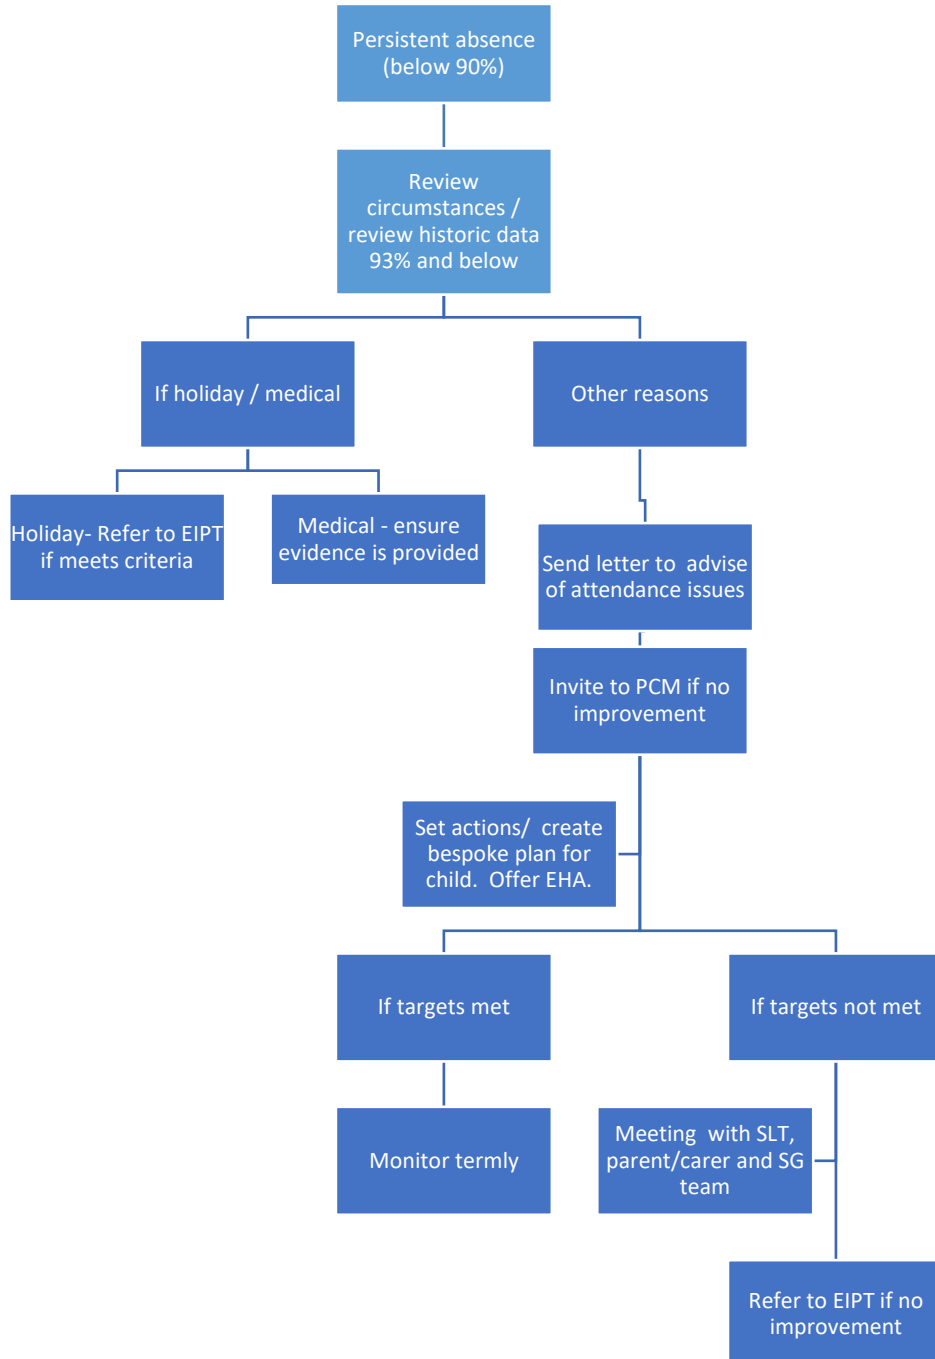 Persistent absence
(below 90%)
Review
circumstances /
review historic data
93% and below
If holiday / medical
Other reasons
Holiday- Refer to EIPT
if meets criteria
Medical - ensure
evidence is provided
Send letter to  advise
of attendance issues
Invite to PCM if no
improvement
Set actions/  create
bespoke plan for
child.  Offer EHA.
If targets met
If targets not met
Monitor termly
Meeting  with SLT,
parent/carer and SG
team
Refer to EIPT if no
improvement